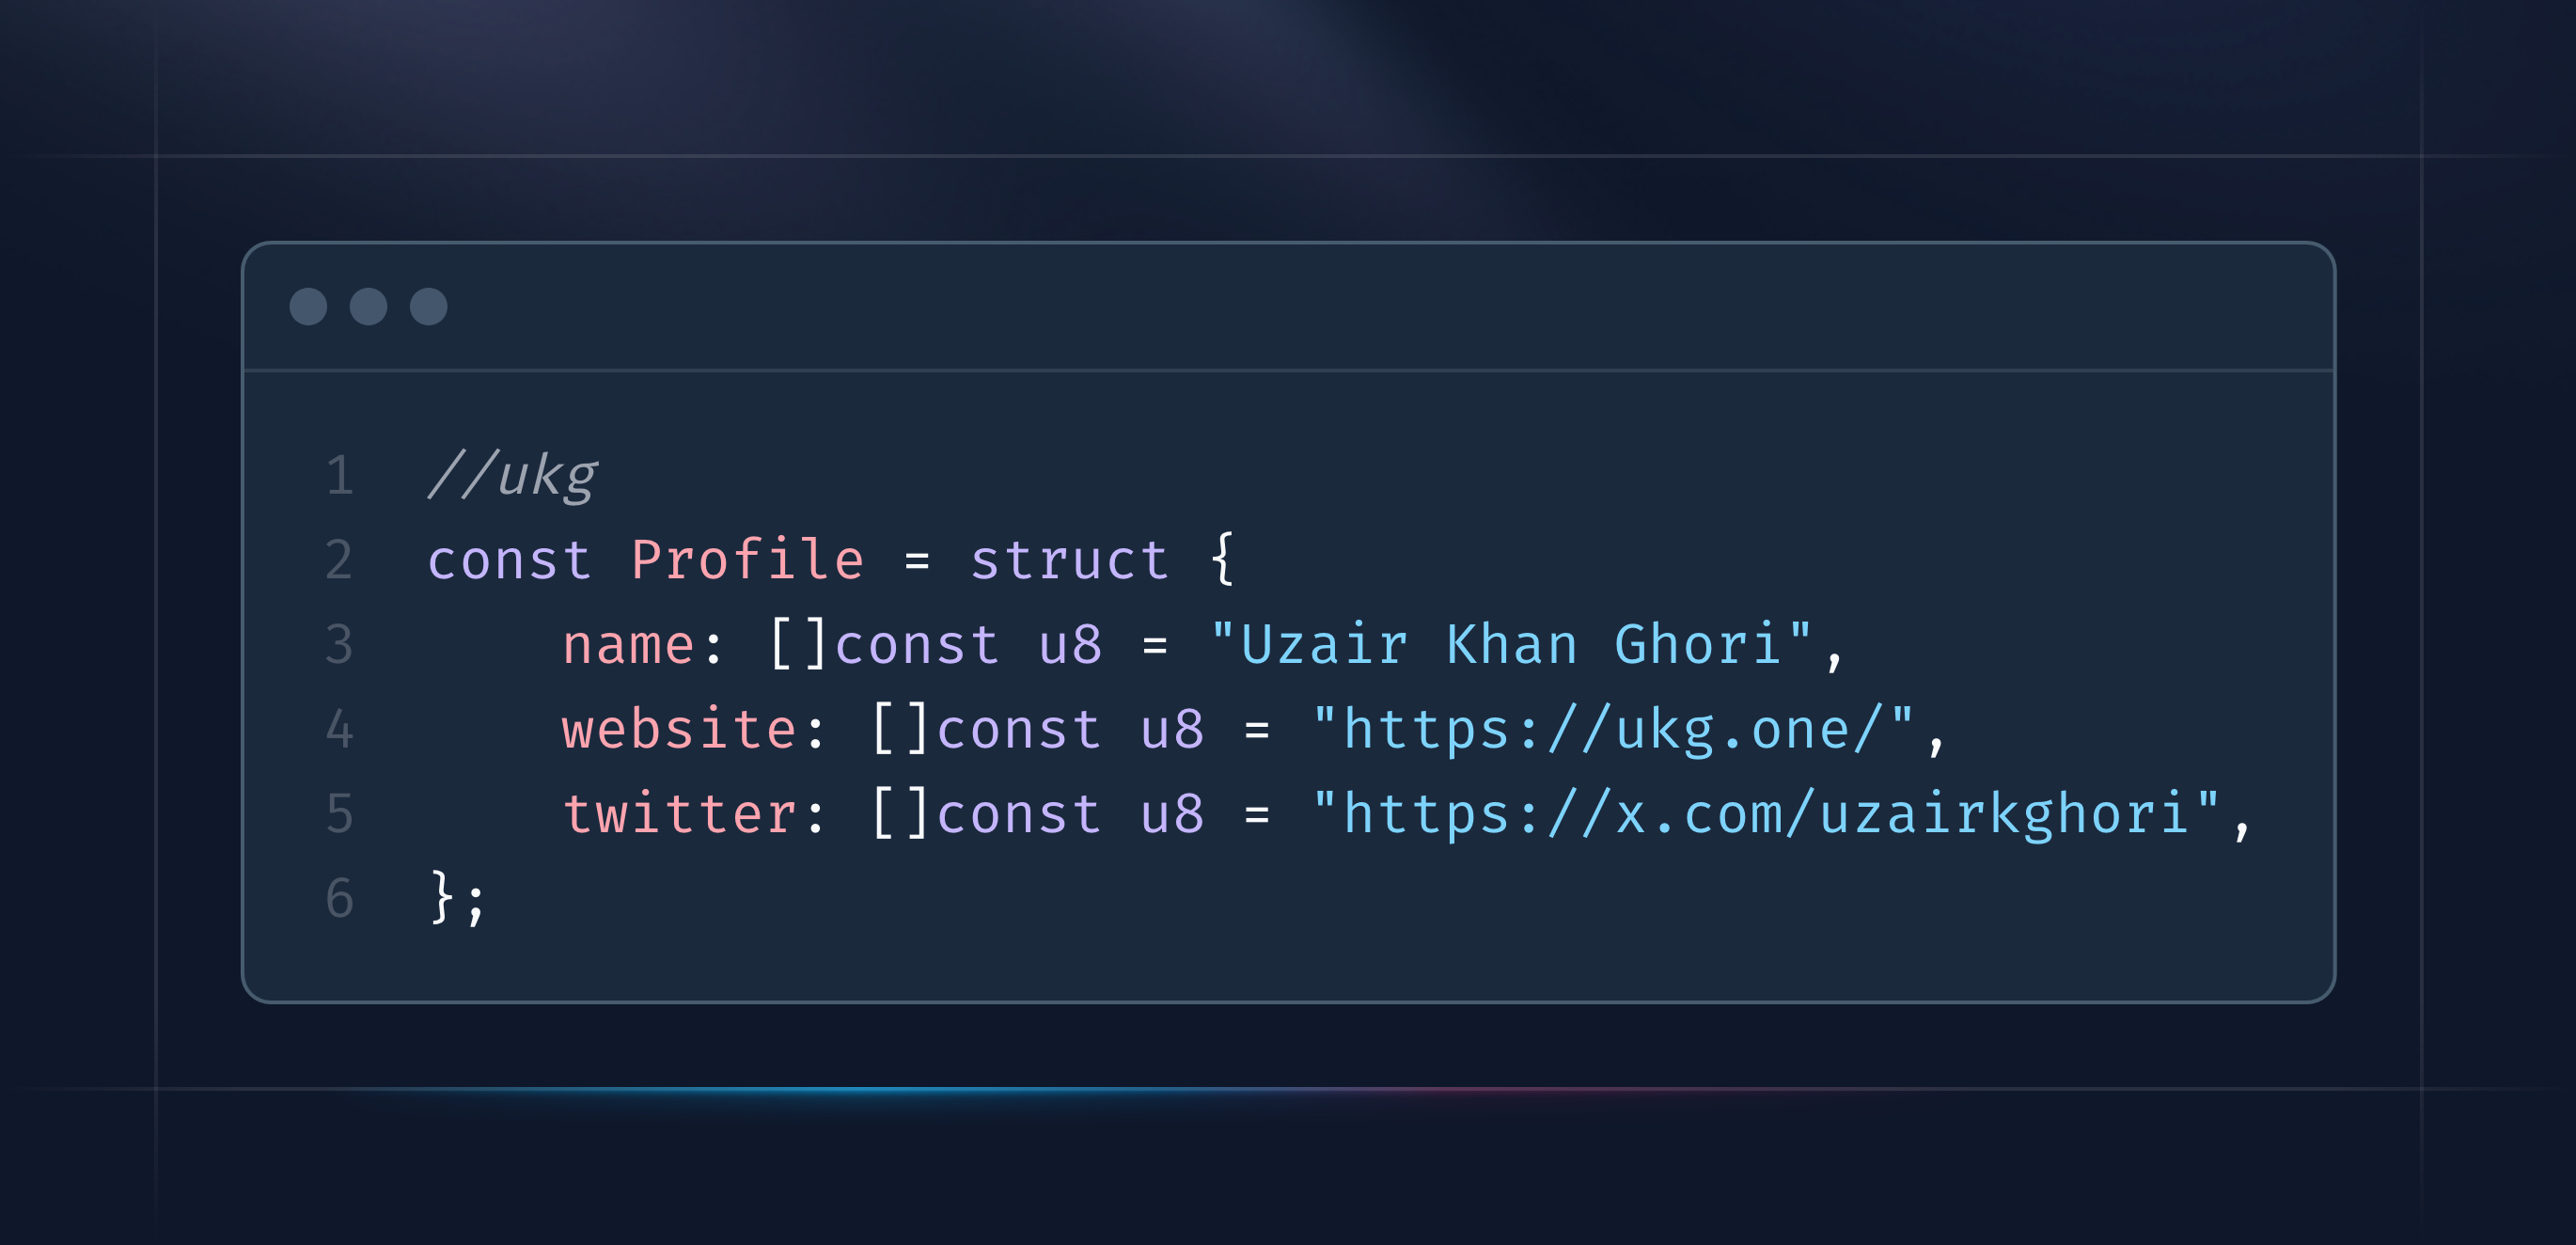 1 //ukg
2 const Profile = struct {
3     name: []const u8 = "Uzair Khan Ghori",
4     website: []const u8 = "https://ukg.one/",
5     twitter: []const u8 = "https://x.com/uzairkghori",
6 };